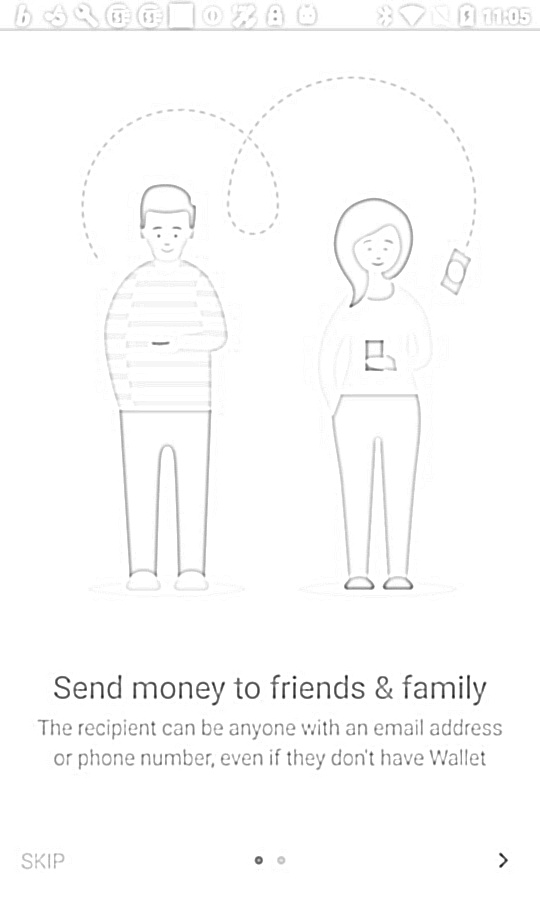 11:05
Send money to friends & family
The recipient can be anyone with an email address
or phone number, even if they don't have Wallet
SKIP